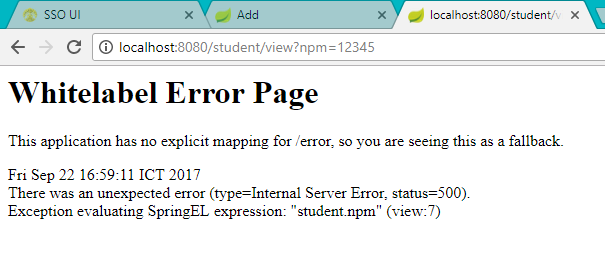 SSO UI
Add
localhost:8080/student/v
localhost:8080/student/view?npm=12345
Whitelabel Error Page
This application has no explicit mapping for /error, so you are seeing this as a fallback.
Fri Sep 22 16:59:11 ICT 2017
There was an unexpected error (type=Internal Server Error, status=500).
Exception evaluating SpringEL expression: "student.npm" (view:7)